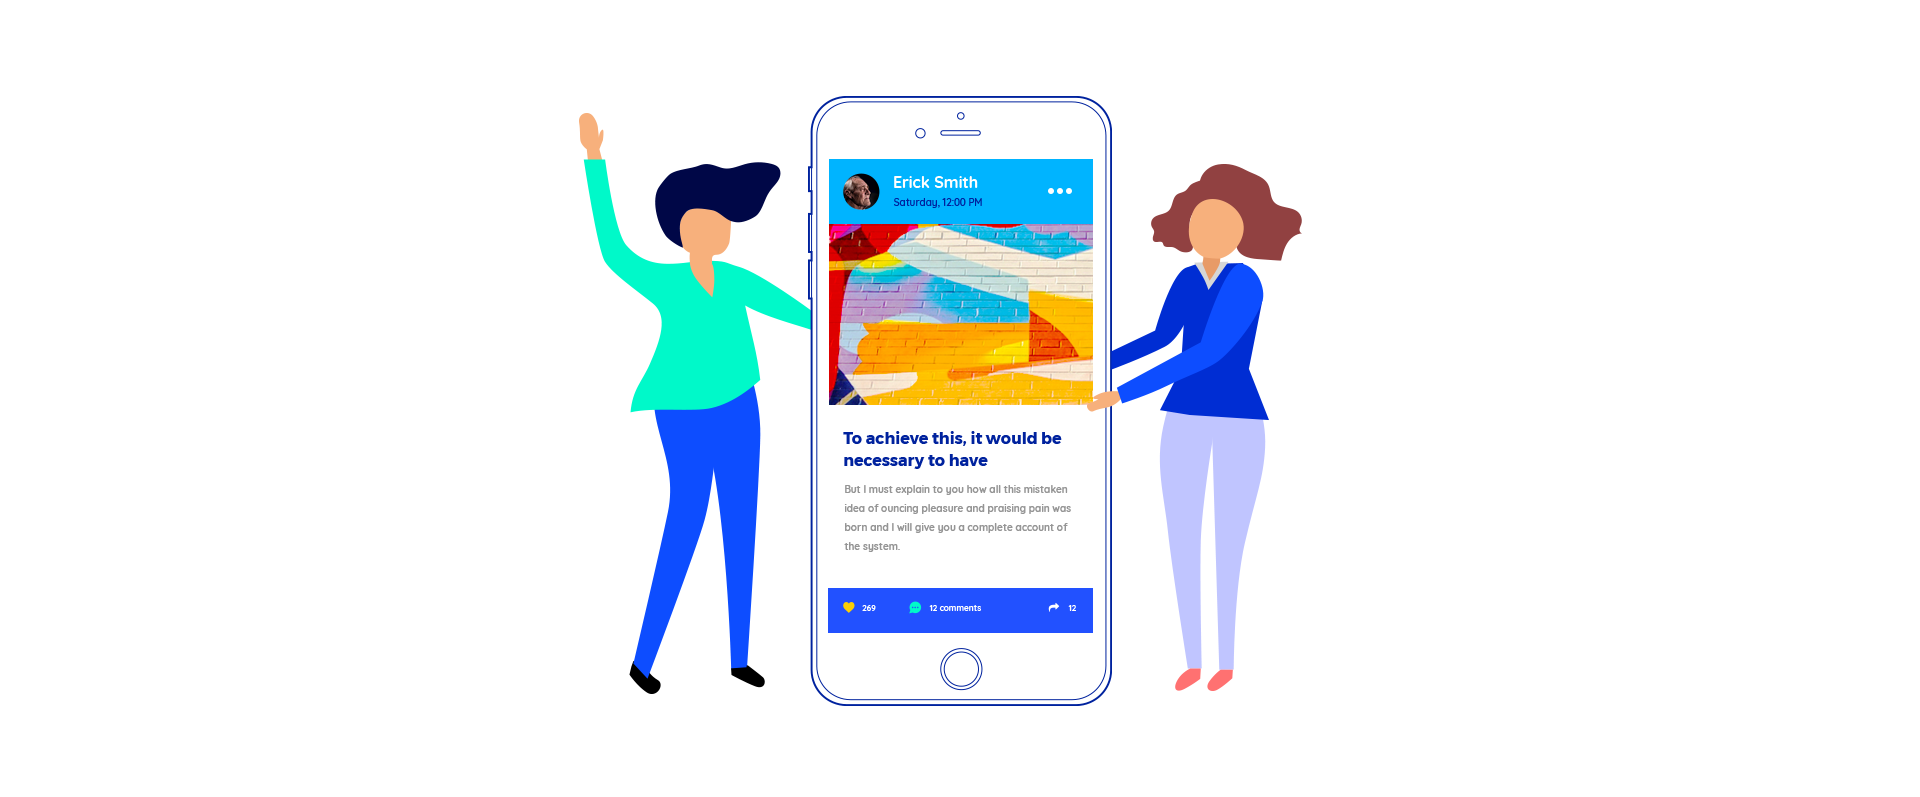 Erick Smith
Saturday, 12:00 PM
To achieve this, it would be
necessary to have
But I must explain to you how all this mistaken
idea of ouncing pleasure and praising pain was
born and I will give you a complete account of
the system.
269 12 comments 12